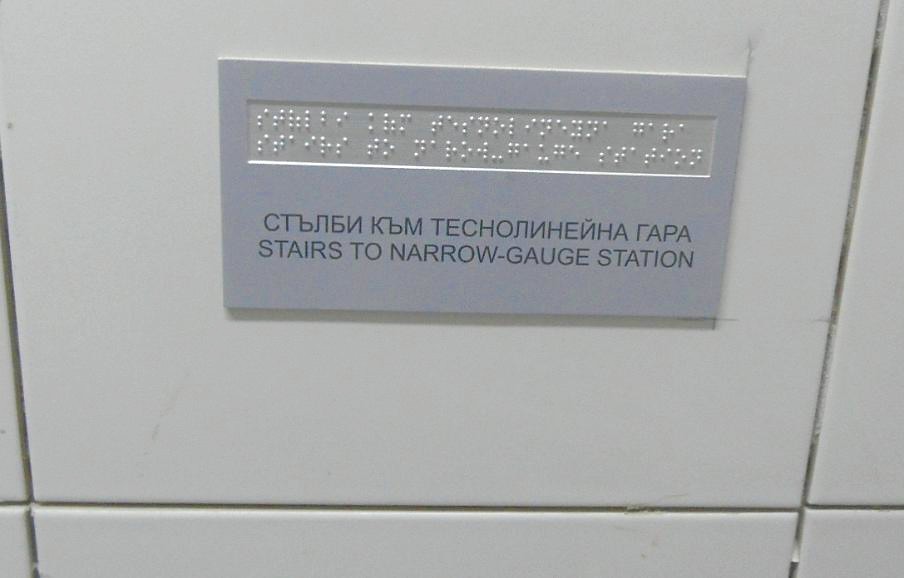 СТЪЛБИ КЪМ ТЕСНОЛИНЕЙНА ГАРА
STAIRS TO NARROW-GAUGE STATION